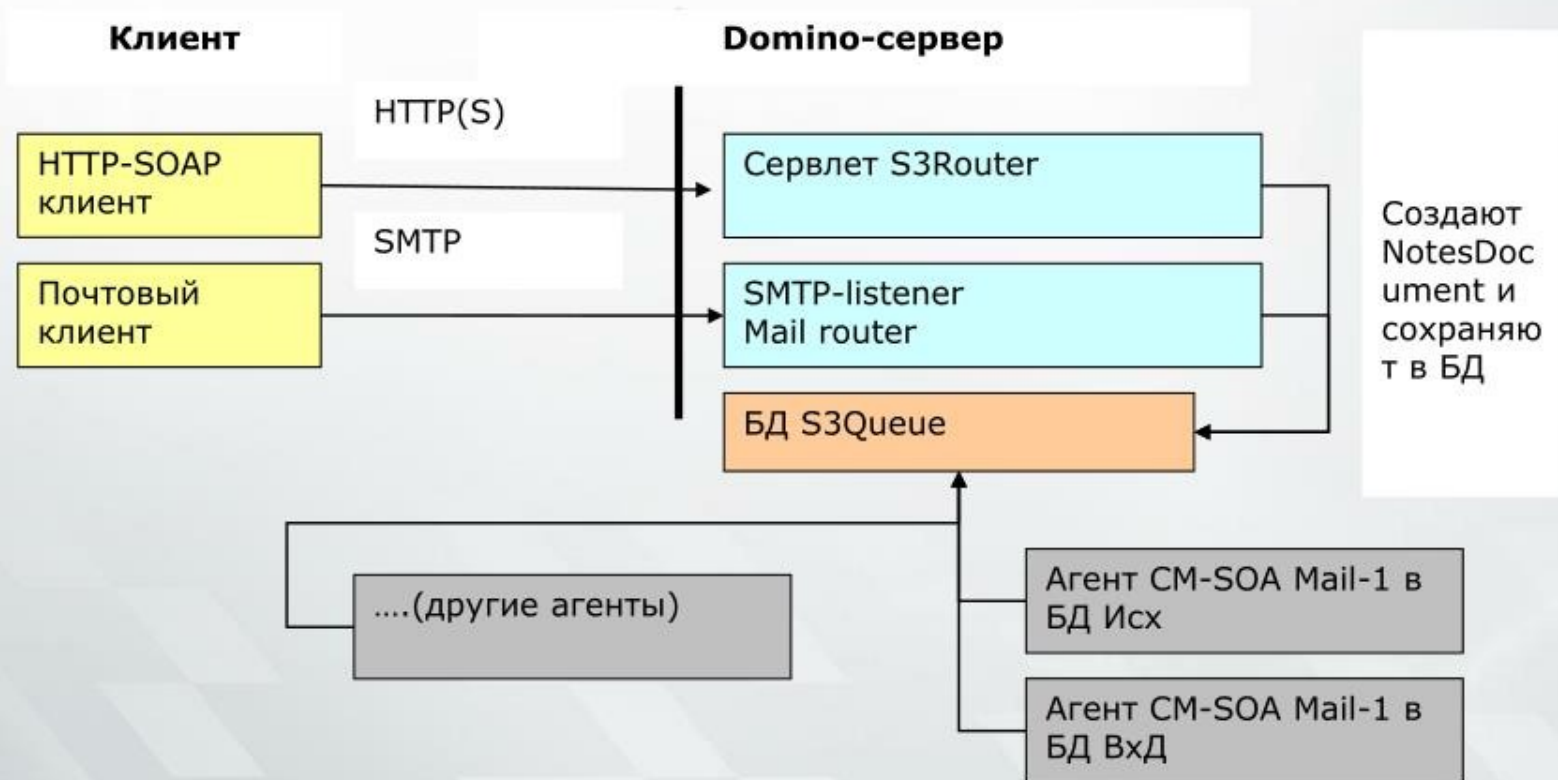 Клиент
Domino-сервер
HTTP(S)
HTTP-SOAP
клиент
Сервлет S3Router
SMTP
Почтовый
клиент
SMTP-listener
Mail router
Создают
NotesDoc
ument и
сохраняю
т в БД
БД S3Queue
....(другие агенты)
Агент CM-SOA Mail-1 в
БД Исх
Агент CM-SOA Mail-1 в
БД ВхД